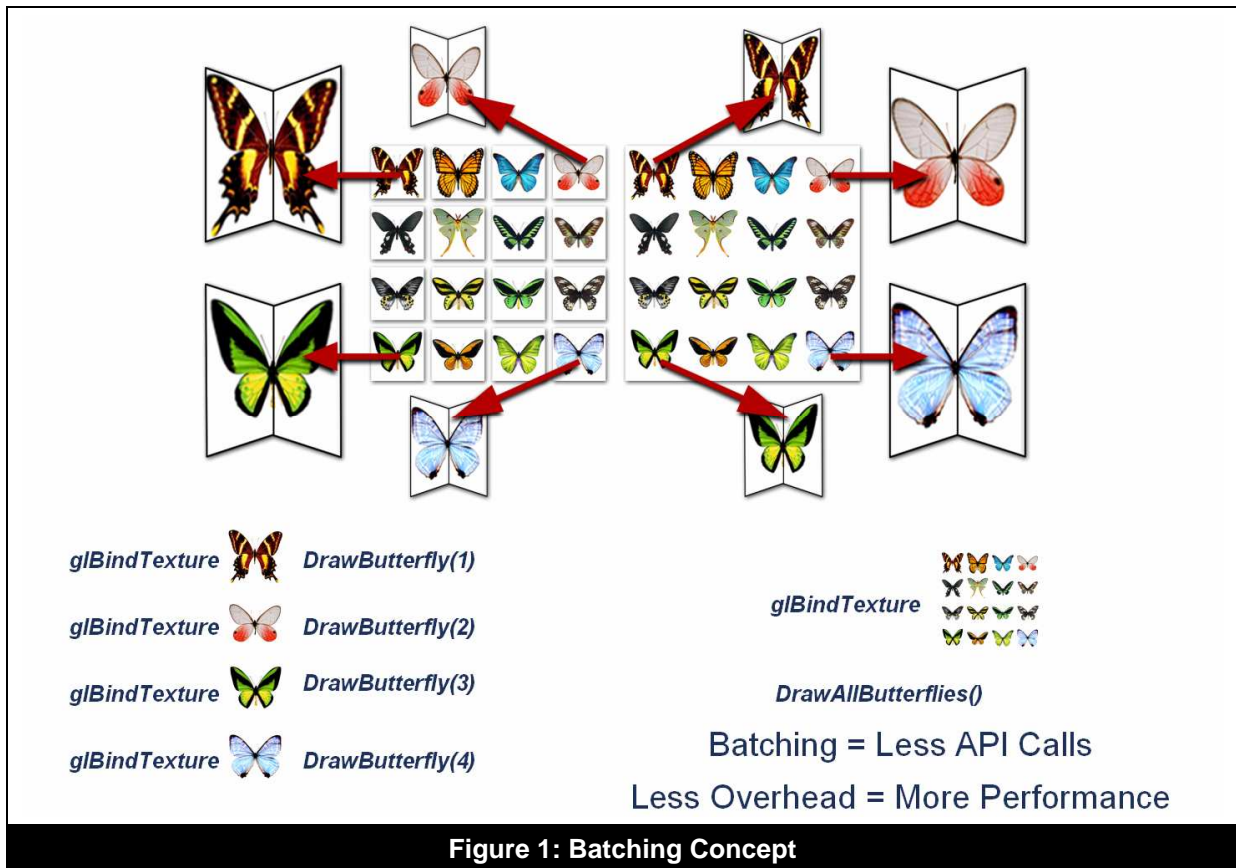 glBindTexture DrawButterfly(1)
glBindTexture DrawButterfly(2)
glBindTexture DrawButterfly(3)
glBindTexture DrawButterfly(4)
glBindTexture
DrawAllButterflies()
Batching = Less API Calls
Less Overhead = More Performance
Figure 1: Batching Concept